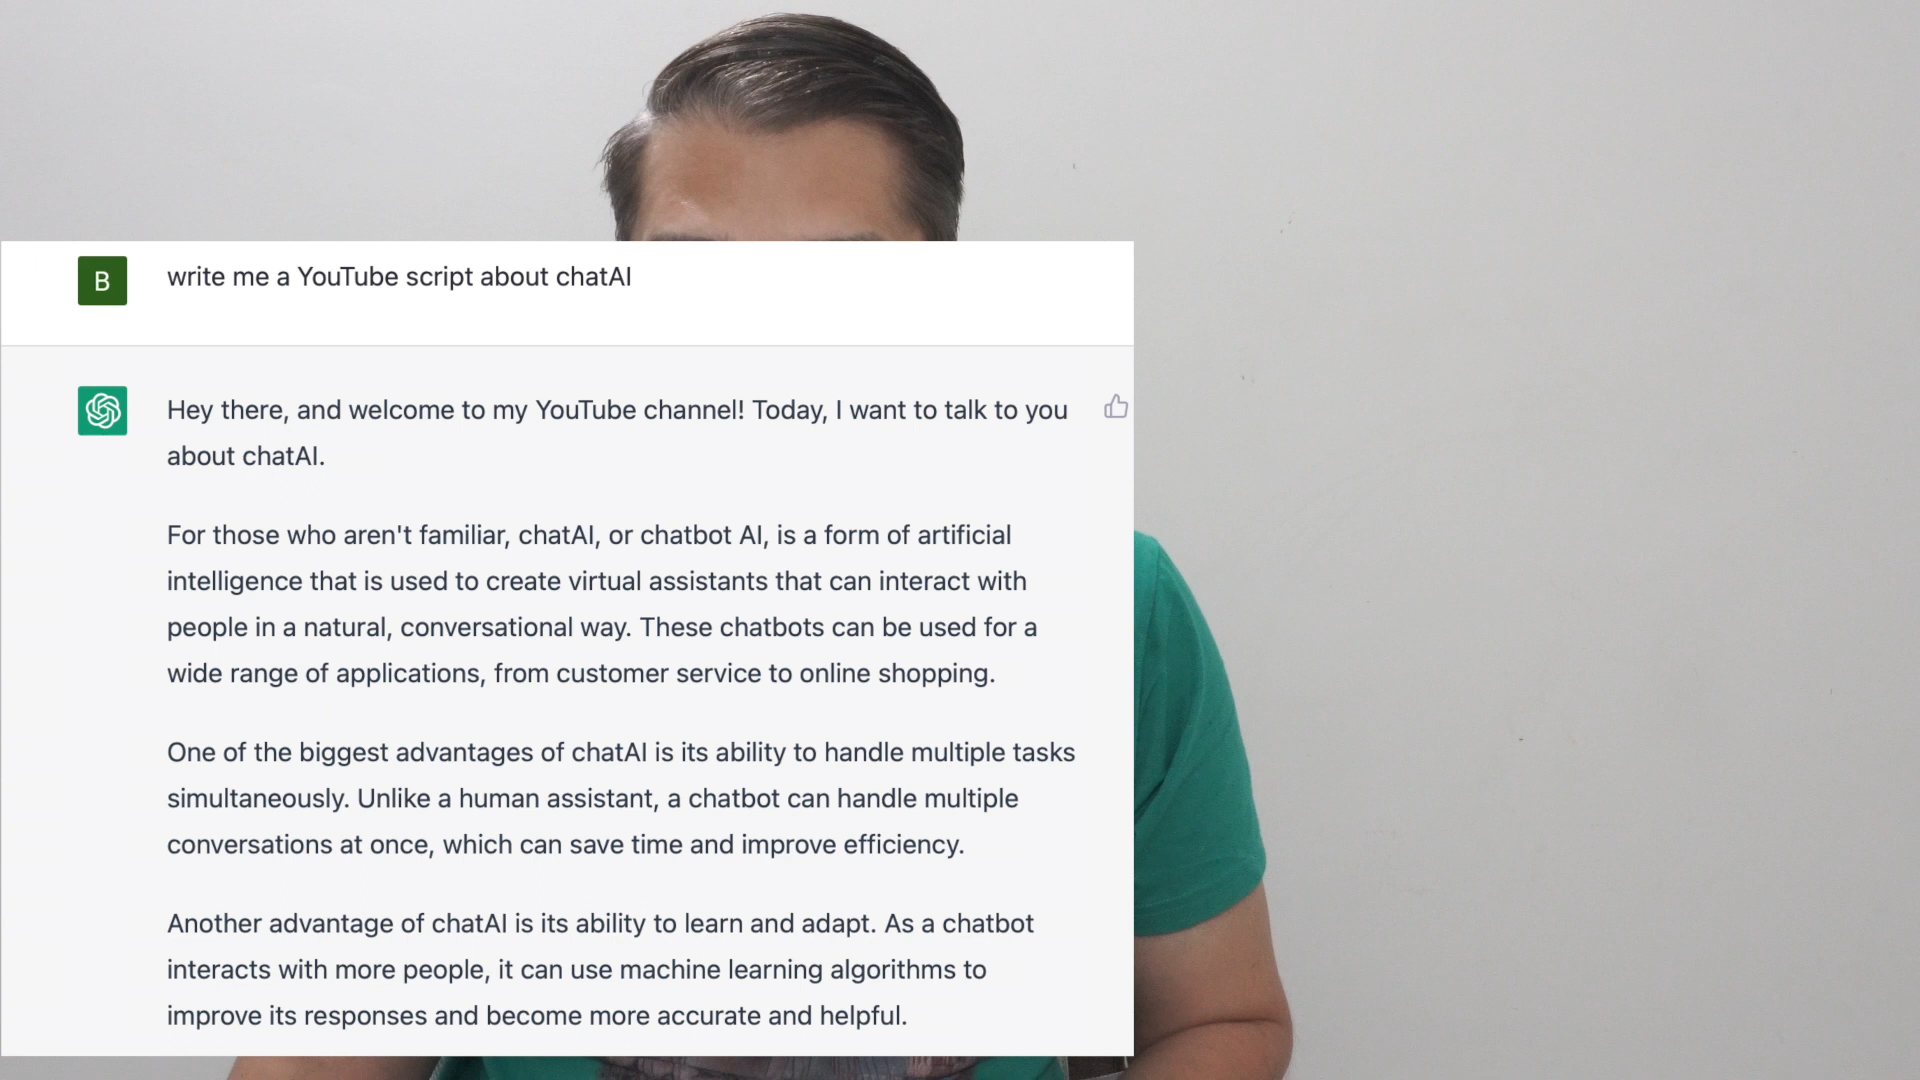 B
write me a YouTube script about chatAI
Hey there, and welcome to my YouTube channel! Today, I want to talk to you
about chatAI.
For those who aren't familiar, chatAI, or chatbot AI, is a form of artificial
intelligence that is used to create virtual assistants that can interact with
people in a natural, conversational way. These chatbots can be used for a
wide range of applications, from customer service to online shopping.
One of the biggest advantages of chatAI is its ability to handle multiple tasks
simultaneously. Unlike a human assistant, a chatbot can handle multiple
conversations at once, which can save time and improve efficiency.
Another advantage of chatAI is its ability to learn and adapt. As a chatbot
interacts with more people, it can use machine learning algorithms to
improve its responses and become more accurate and helpful.